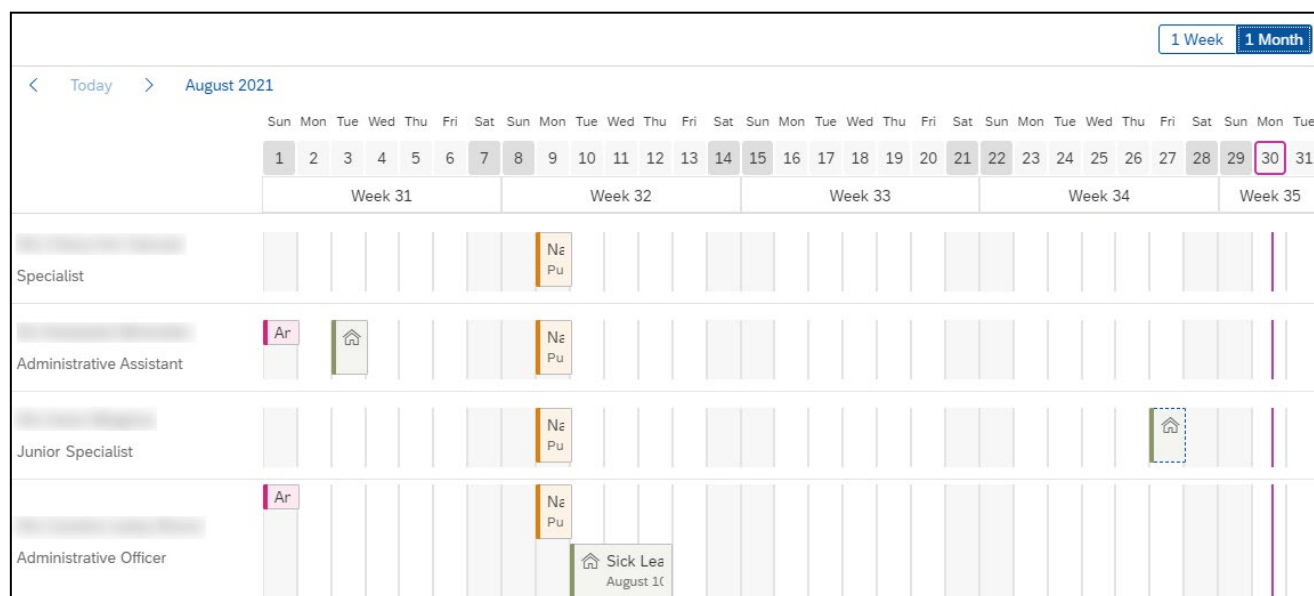 1 Week 1 Month
Today August 2021
Sun Mon Tue Wed Thu Fri Sat Sun Mon Tue Wed Thu Fri Sat Sun Mon Tue Wed Thu Fri Sat Sun Mon Tue Wed Thu Fri Sat Sun Mon Tue
1 2 3 4 5 6 7 8 9 10 11 12 13 14 15 16 17 18 19 20 21 22 23 24 25 26 27 28 29 30 31
Week 31 Week 32 Week 33 Week 34 Week 35
Na
Pu
Specialist
Ar Na
Pu
Administrative Assistant
Na
Pu
Junior Specialist
Ar Na
Pu
Administrative Officer
Sick Lea
August 10